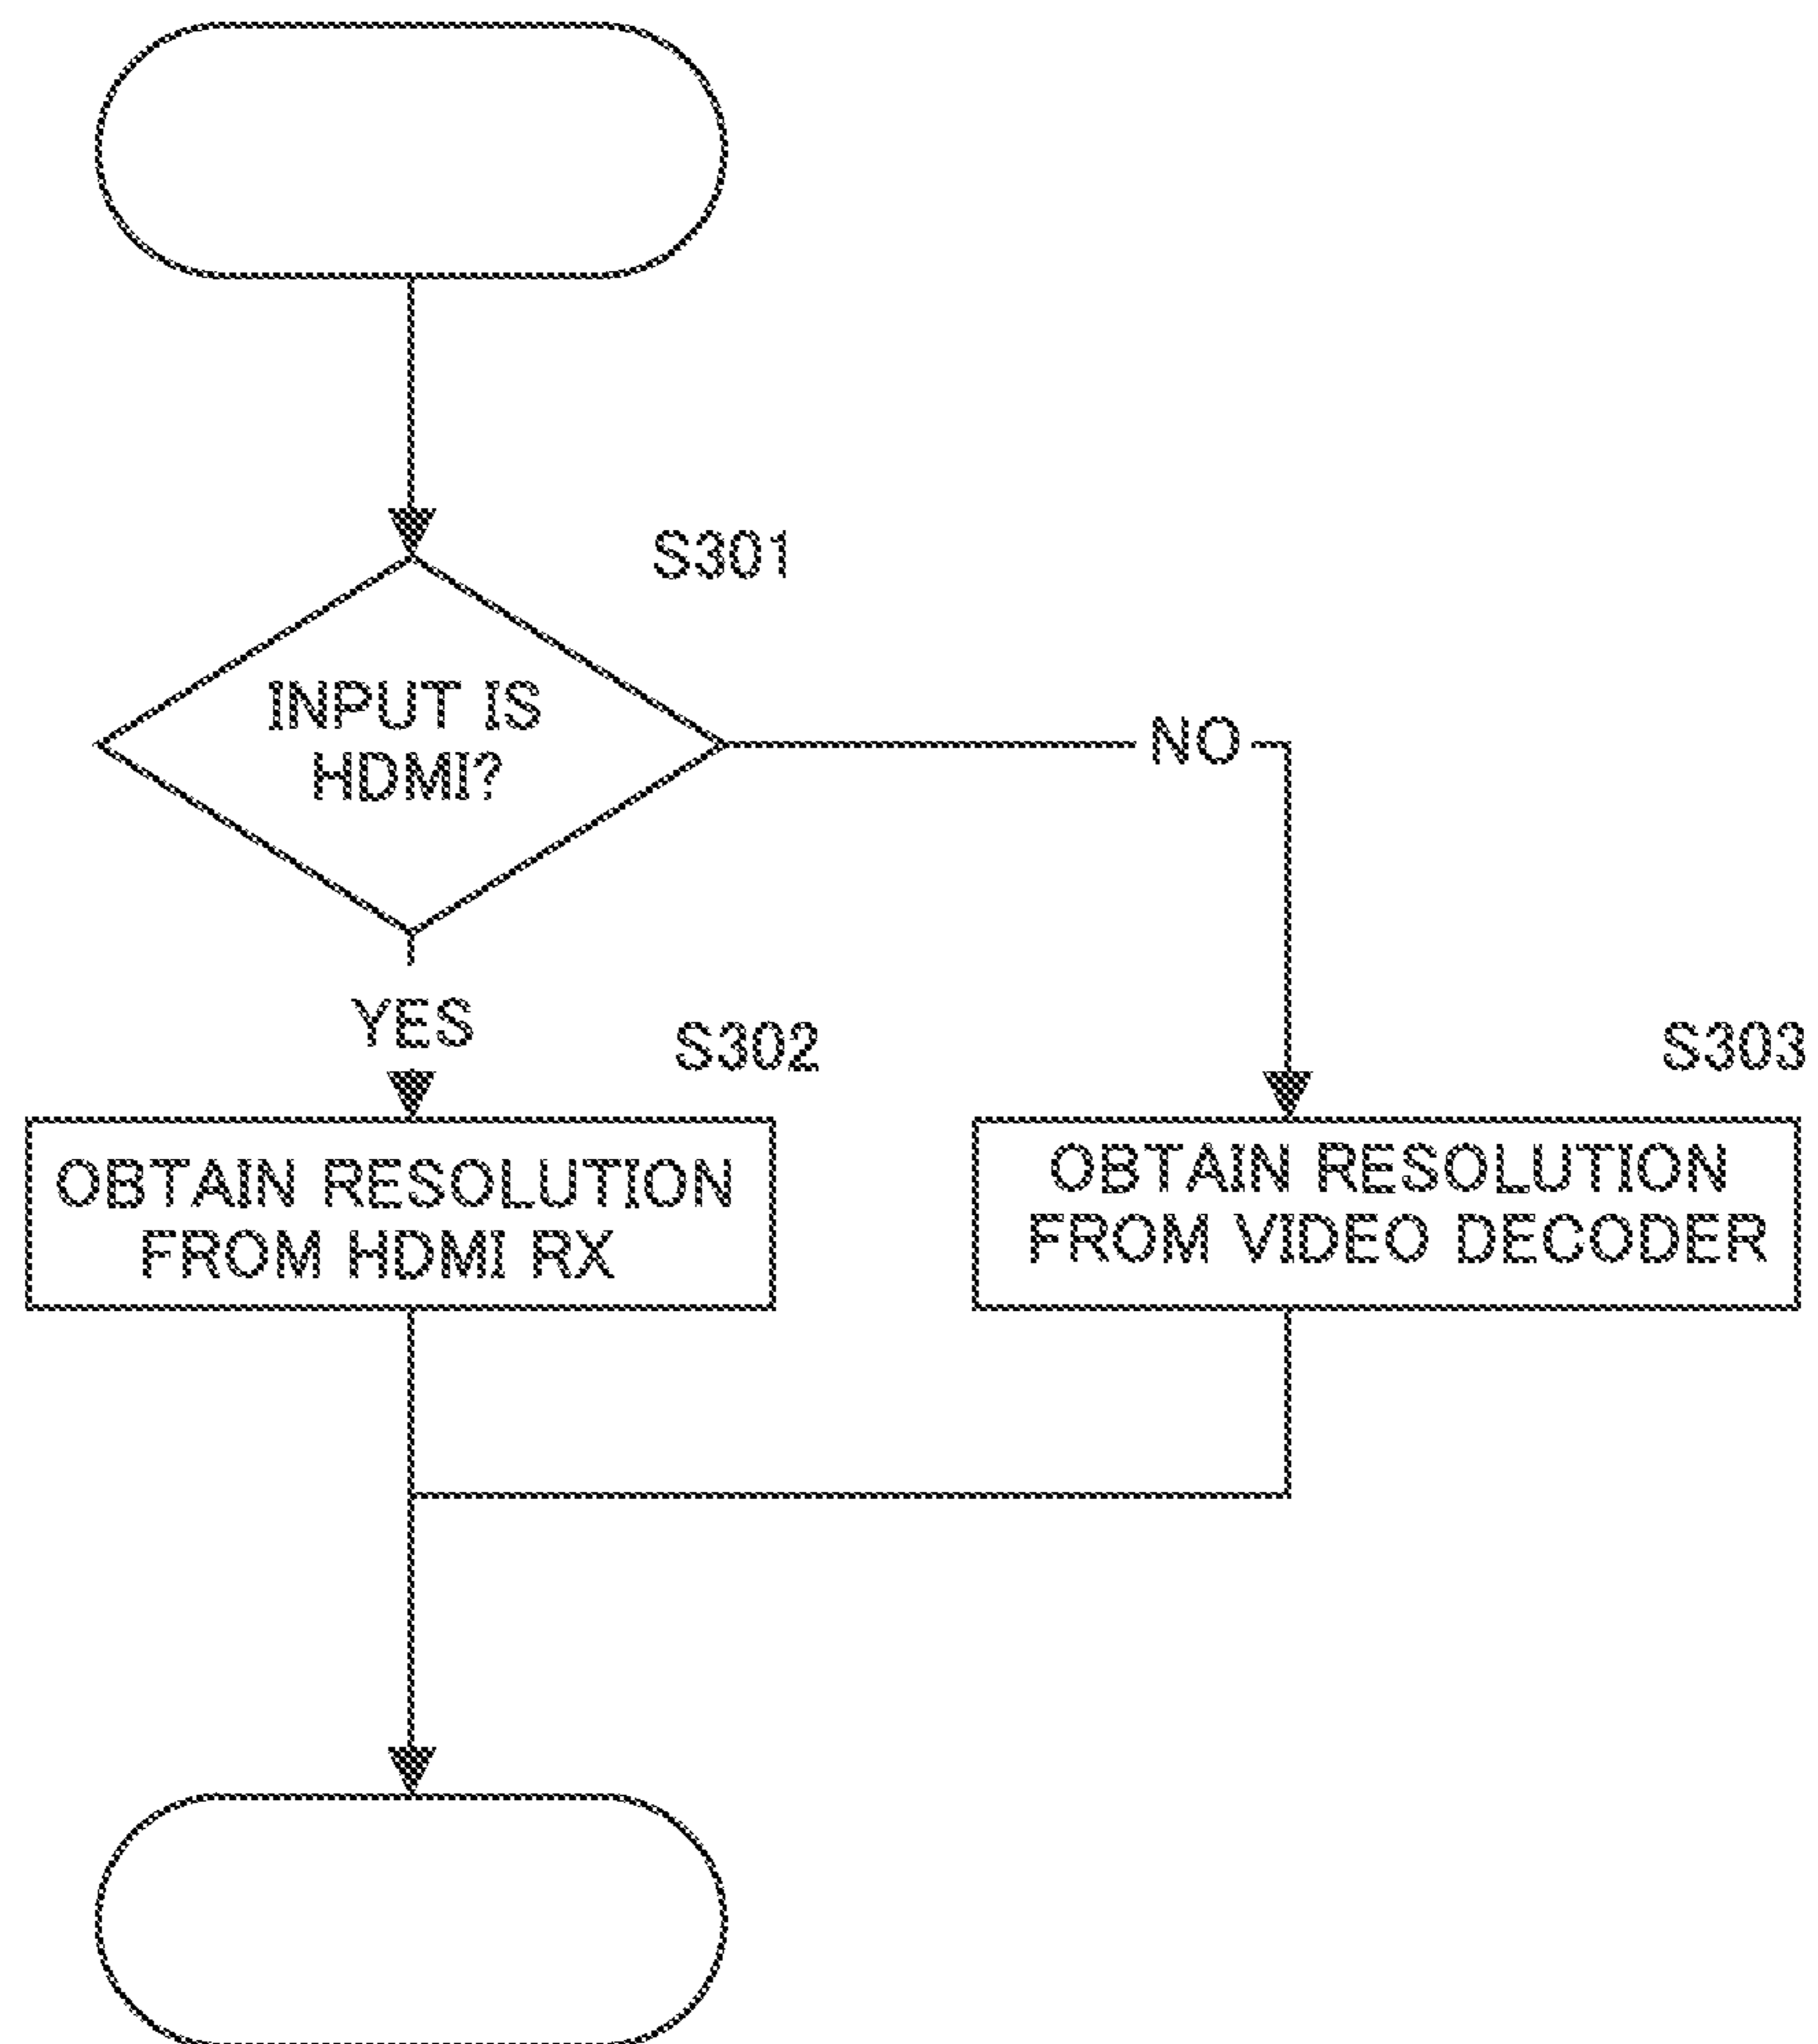 S301
INPUT IS
HDMI?
NO
YES
S302
S303
OBTAIN RESOLUTION
FROM HDMI RX
OBTAIN RESOLUTION
FROM VIDEO DECODER